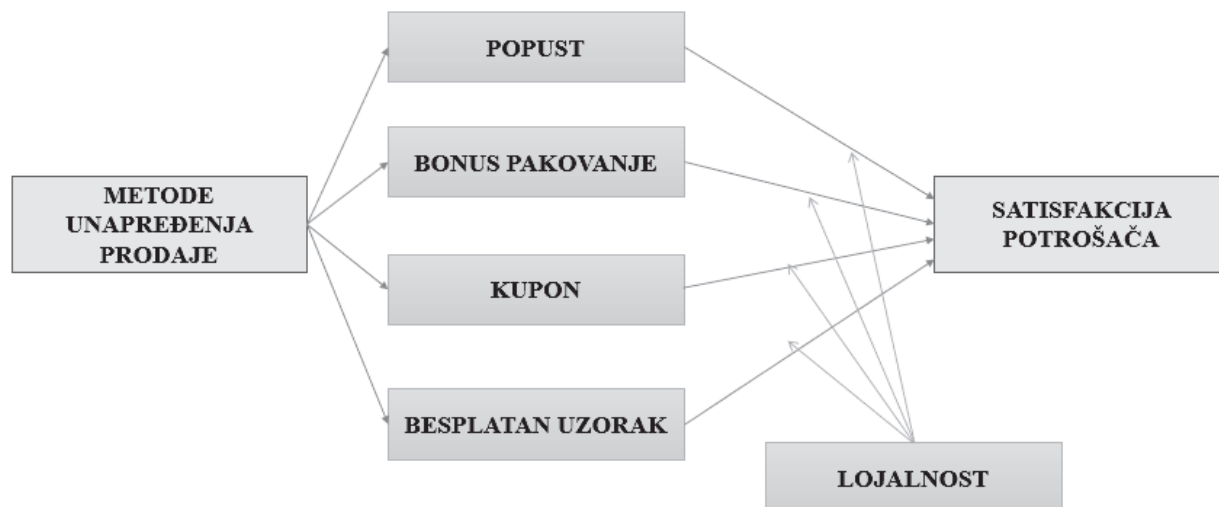 POPUST
BONUS PAKOVANJE
METODE
UNAPREĐENJA
PRODAJE
SATISFAKCIJA
POTROŠAČA
KUPON
BESPLATAN UZORAK
LOJALNOST